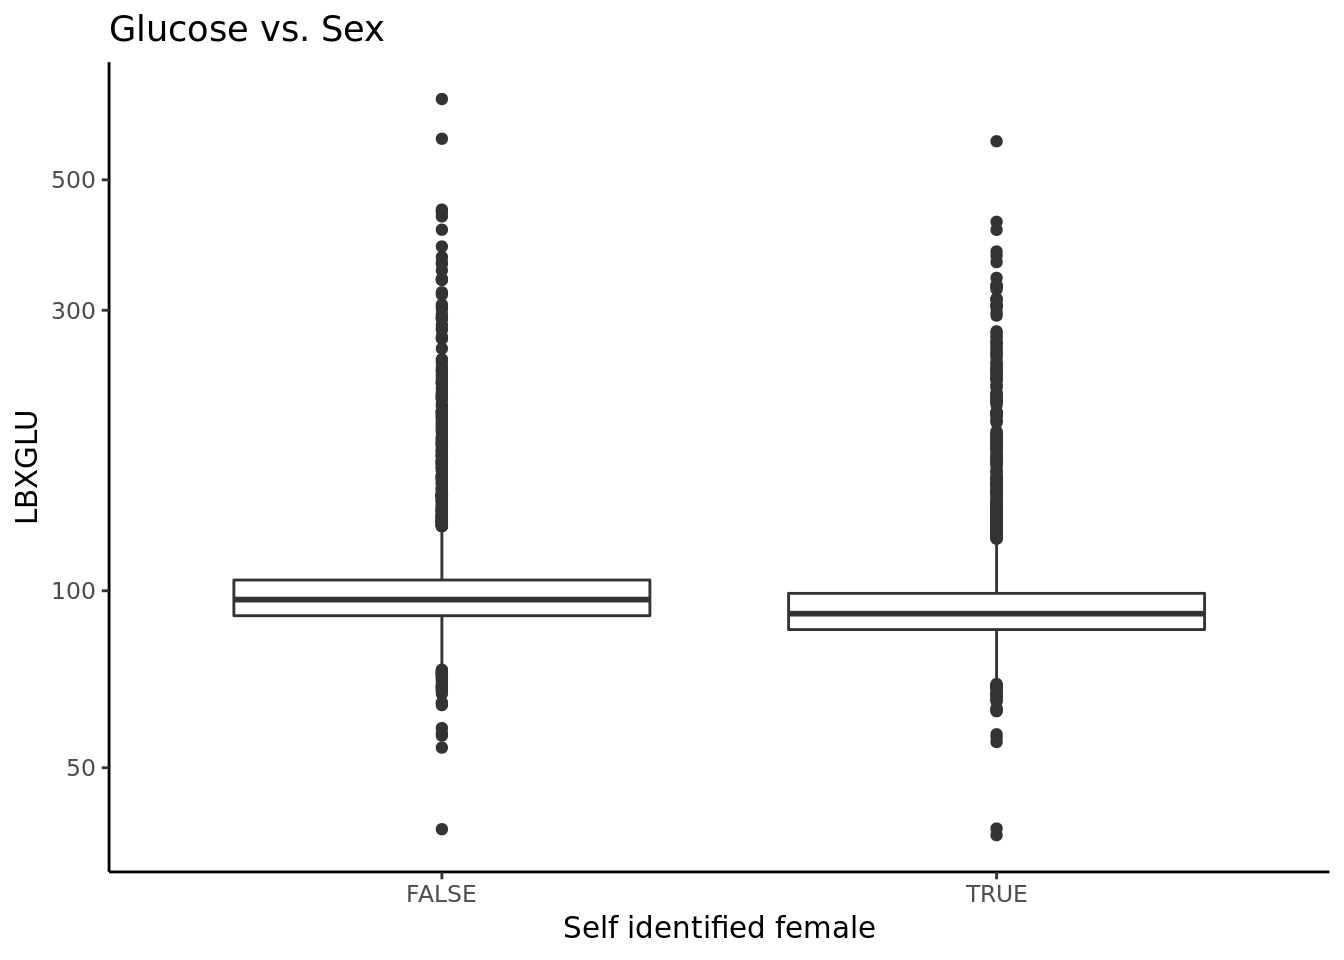 Glucose vs. Sex
500
300
100
50
LBXGLU
FALSE
TRUE
Self identified female